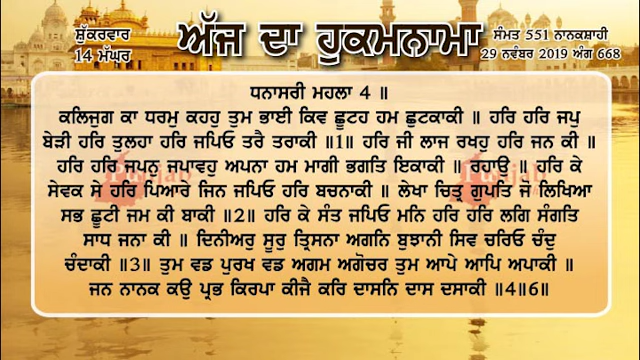 ਸ਼ੁੱਕਰਵਾਰ
14 ਮੱਘਰ
ਅੱਜ ਦਾ ਹੁਕਮਨਾਮਾ
ਸੰਮਤ 551 ਨਾਨਕਸ਼ਾਹੀ
29 ਨਵੰਬਰ 2019 ਅੰਗ 668
ਧਨਾਸਰੀ ਮਹਲਾ 4 ॥
ਕਲਿਜੁਗ ਕਾ ਧਰਮੁ ਕਹਹੁ ਤੁਮ ਭਾਈ ਕਿਵ ਛੂਟਹ ਹਮ ਛੁਟਕਾਕੀ ॥ ਹਰਿ ਹਰਿ ਜਪੁ
ਬੇੜੀ ਹਰਿ ਤੁਲਹਾ ਹਰਿ ਜਪਿਓ ਤਰੈ ਤਰਾਕੀ ॥1॥ ਹਰਿ ਜੀ ਲਾਜ ਰਖਹੁ ਹਰਿ ਜਨ ਕੀ ॥
ਹਰਿ ਹਰਿ ਜਪਨੁ ਜਪਾਵਹੁ ਅਪਨਾ ਹਮ ਮਾਗੀ ਭਗਤਿ ਇਕਾਕੀ ॥ ਰਹਾਉ ॥ ਹਰਿ ਕੇ
ਸੇਵਕ ਸੇ ਹਰਿ ਪਿਆਰੇ ਜਿਨ ਜਪਿਓ ਹਰਿ ਬਚਨਾਕੀ ॥ ਲੇਖਾ ਚਿਤ੍ਰ ਗੁਪਤਿ ਜੋ ਲਿਖਿਆ
ਸਭ ਛੂਟੀ ਜਮ ਕੀ ਬਾਕੀ ॥2॥ ਹਰਿ ਕੇ ਸੰਤ ਜਪਿਓ ਮਨਿ ਹਰਿ ਹਰਿ ਲਗਿ ਸੰਗਤਿ
ਸਾਧ ਜਨਾ ਕੀ ॥ ਦਿਨੀਅਰੁ ਸੂਰੁ ਤ੍ਰਿਸਨਾ ਅਗਨਿ ਬੁਝਾਨੀ ਸਿਵ ਚਰਿਓ ਚੰਦੁ
ਚੰਦਾਕੀ ॥3॥ ਤੁਮ ਵਡ ਪੁਰਖ ਵਡ ਅਗਮ ਅਗੋਚਰ ਤੁਮ ਆਪੇ ਆਪਿ ਅਪਾਕੀ ॥
ਜਨ ਨਾਨਕ ਕਉ ਪ੍ਰਭ ਕਿਰਪਾ ਕੀਜੈ ਕਰਿ ਦਾਸਨਿ ਦਾਸ ਦਸਾਕੀ ॥4॥6॥